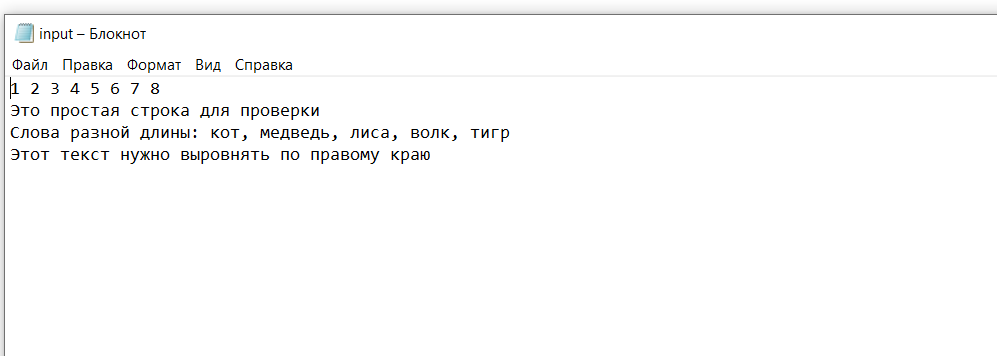 input – Блокнот
Файл Правка Формат Вид Справка
1 2 3 4 5 6 7 8
Это простая строка для проверки
Слова разной длины: кот, медведь, лиса, волк, тигр
Этот текст нужно выровнять по правому краю